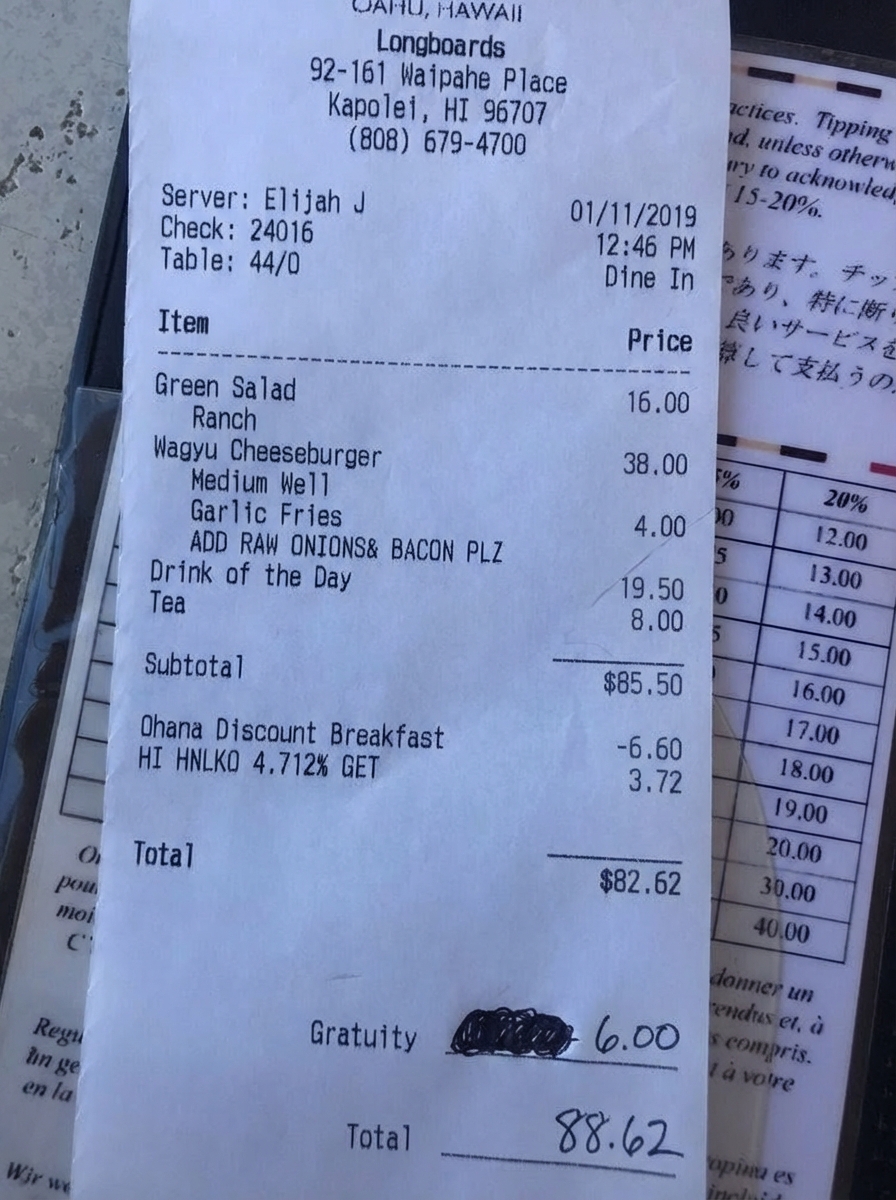 OAHU, HAWAII
Longboards
92-161 Waipahe Place
Kapolei, HI 96707
(808) 679-4700
Server: Elijah J
01/11/2019
Check: 24016
12:46 PM
Table: 44/0
Dine In
Item
Price
Green Salad
16.00
Ranch
Wagyu Cheeseburger
38.00
Medium Well
Garlic Fries
4.00
ADD RAW ONIONS& BACON PLZ
Drink of the Day
19.50
Tea
8.00
Subtotal
$85.50
Ohana Discount Breakfast
-6.60
HI HNLKO 4.712% GET
3.72
Total
$82.62
Gratuity 6.00
Total 88.62
Tipping
unless otherw
to acknowled
15-20%.
あります。チッ
あり、特に断り
良いサービスを
して支払うの
20%
12.00
13.00
14.00
15.00
16.00
17.00
18.00
19.00
20.00
30.00
40.00
donner un
et, à
compris.
à votre
es
en la
Wir